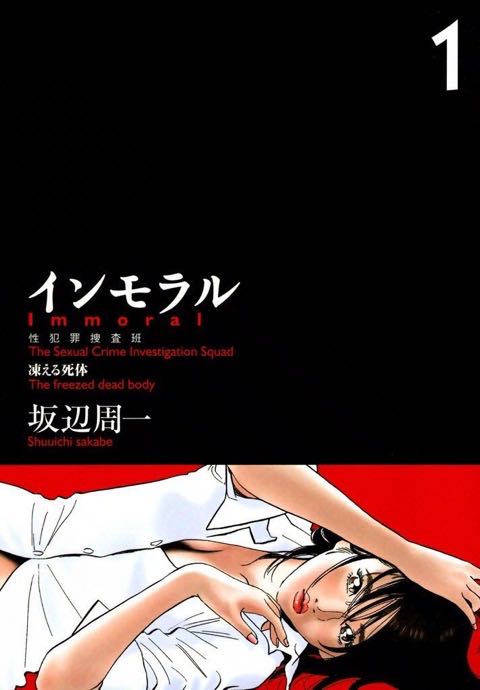 1
インモラル
Immoral
性犯罪捜査班
The Sexual Crime Investigation Squad
凍える死体
The freezed dead body
坂辺周一
Shuuichi sakabe